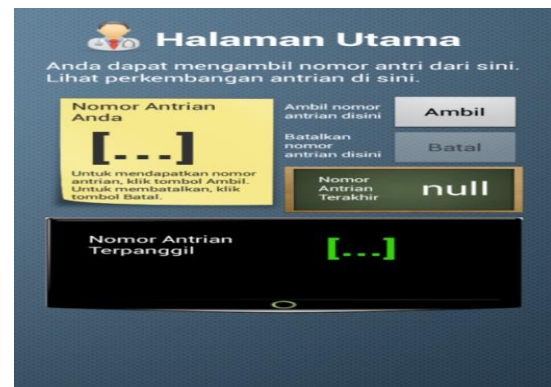 Halaman Utama
Anda dapat mengambil nomor antri dari sini.
Lihat perkembangan antrian di sini.
Nomor Antrian
Anda
[...]
Untuk mendapatkan nomor
antrian, klik tombol Ambil.
Untuk membatalkan, klik
tombol Batal.
Ambil nomor
antrian disini
Ambil
Batalkan
nomor
antrian disini
Batal
Nomor
Antrian
Terakhir
null
Nomor Antrian
Terpanggil
[...]